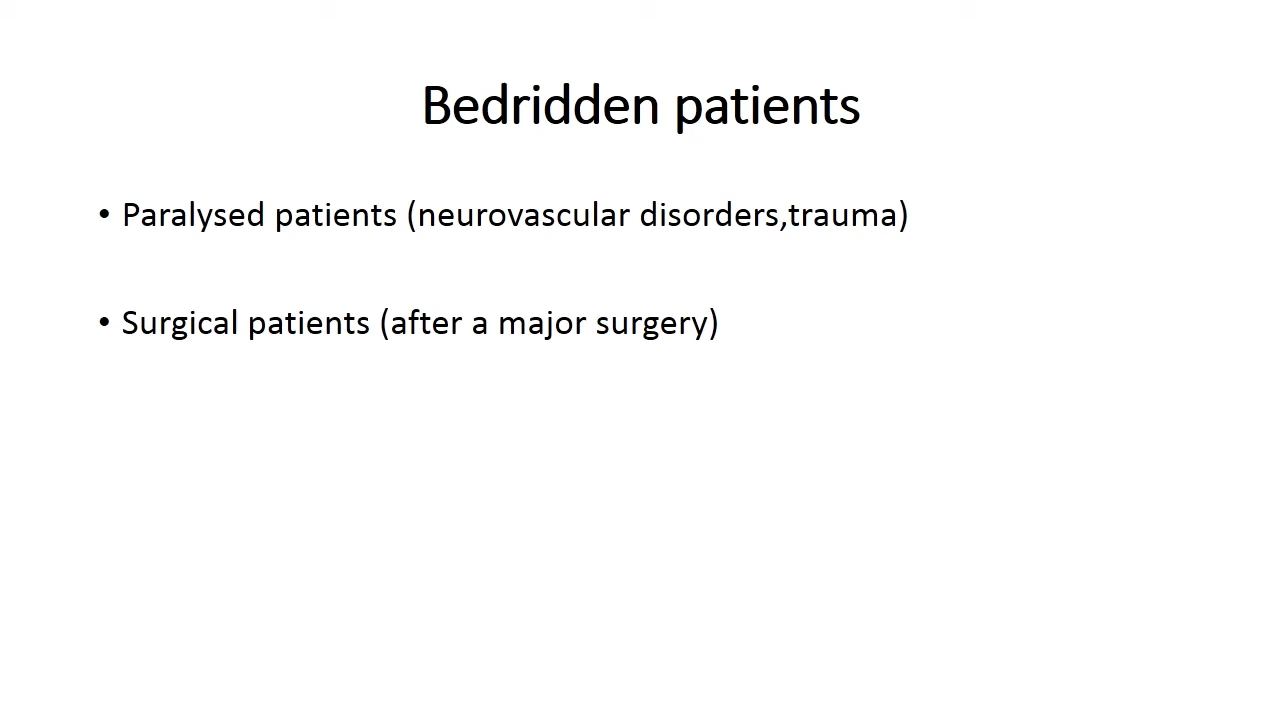 Bedridden patients
• Paralysed patients (neurovascular disorders,trauma)
• Surgical patients (after a major surgery)